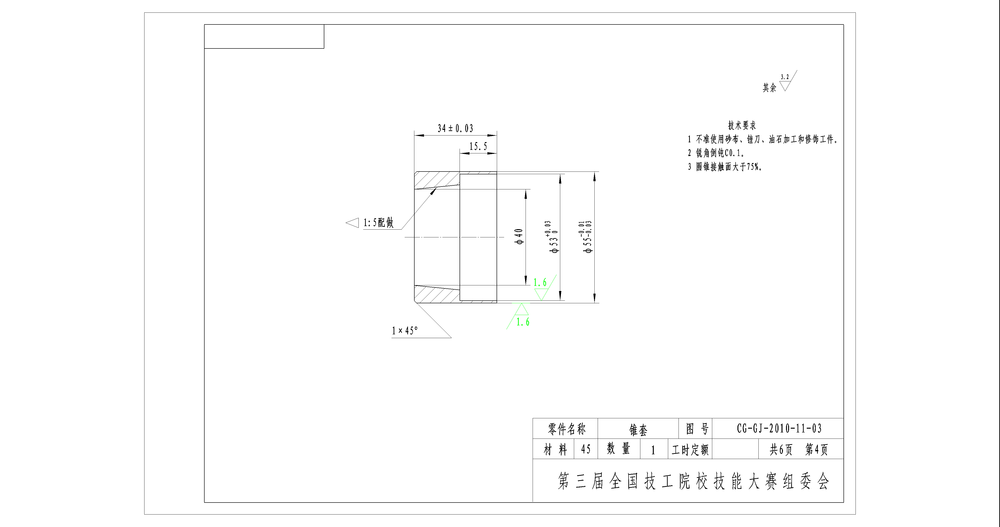 3.2
其余
技术要求
1 不准使用砂布、锉刀、油石加工和修饰工件。
2 锐角倒钝C0.1。
3 圆锥接触面大于75%。
34±0.03
15.5
1:5配做
φ40
φ53 +0.03 0
φ55 -0.01 -0.03
1.6
1.6
1×45°
零件名称 锥套 图 号 CG-GJ-2010-11-03
材 料 45 数 量 1 工时定额 共6页 第4页
第三届全国技工院校技能大赛组委会